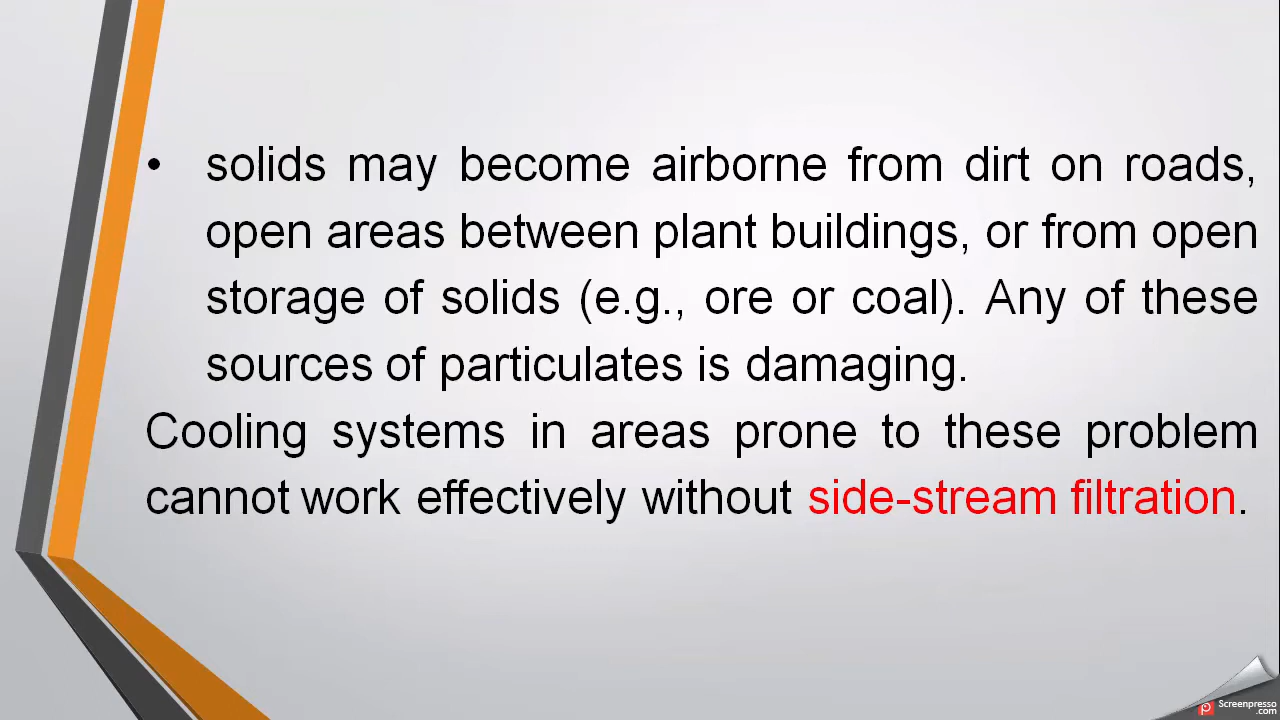 • solids may become airborne from dirt on roads,
open areas between plant buildings, or from open
storage of solids (e.g., ore or coal). Any of these
sources of particulates is damaging.
Cooling systems in areas prone to these problem
cannot work effectively without side-stream filtration.
Screenpresso
.com